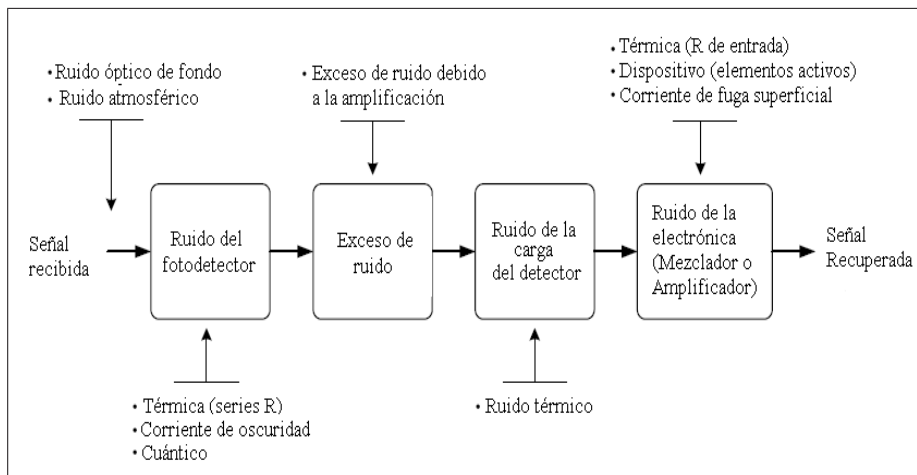 • Ruido óptico de fondo
• Ruido atmosférico
• Exceso de ruido debido
a la amplificación
• Térmica (R de entrada)
• Dispositivo (elementos activos)
• Corriente de fuga superficial
Señal
recibida
Ruido del
fotodetector
Exceso de
ruido
Ruido de la
carga
del detector
Ruido de la
electrónica
(Mezclador o
Amplificador)
Señal
Recuperada
• Térmica (series R)
• Corriente de oscuridad
• Cuántico
• Ruido térmico